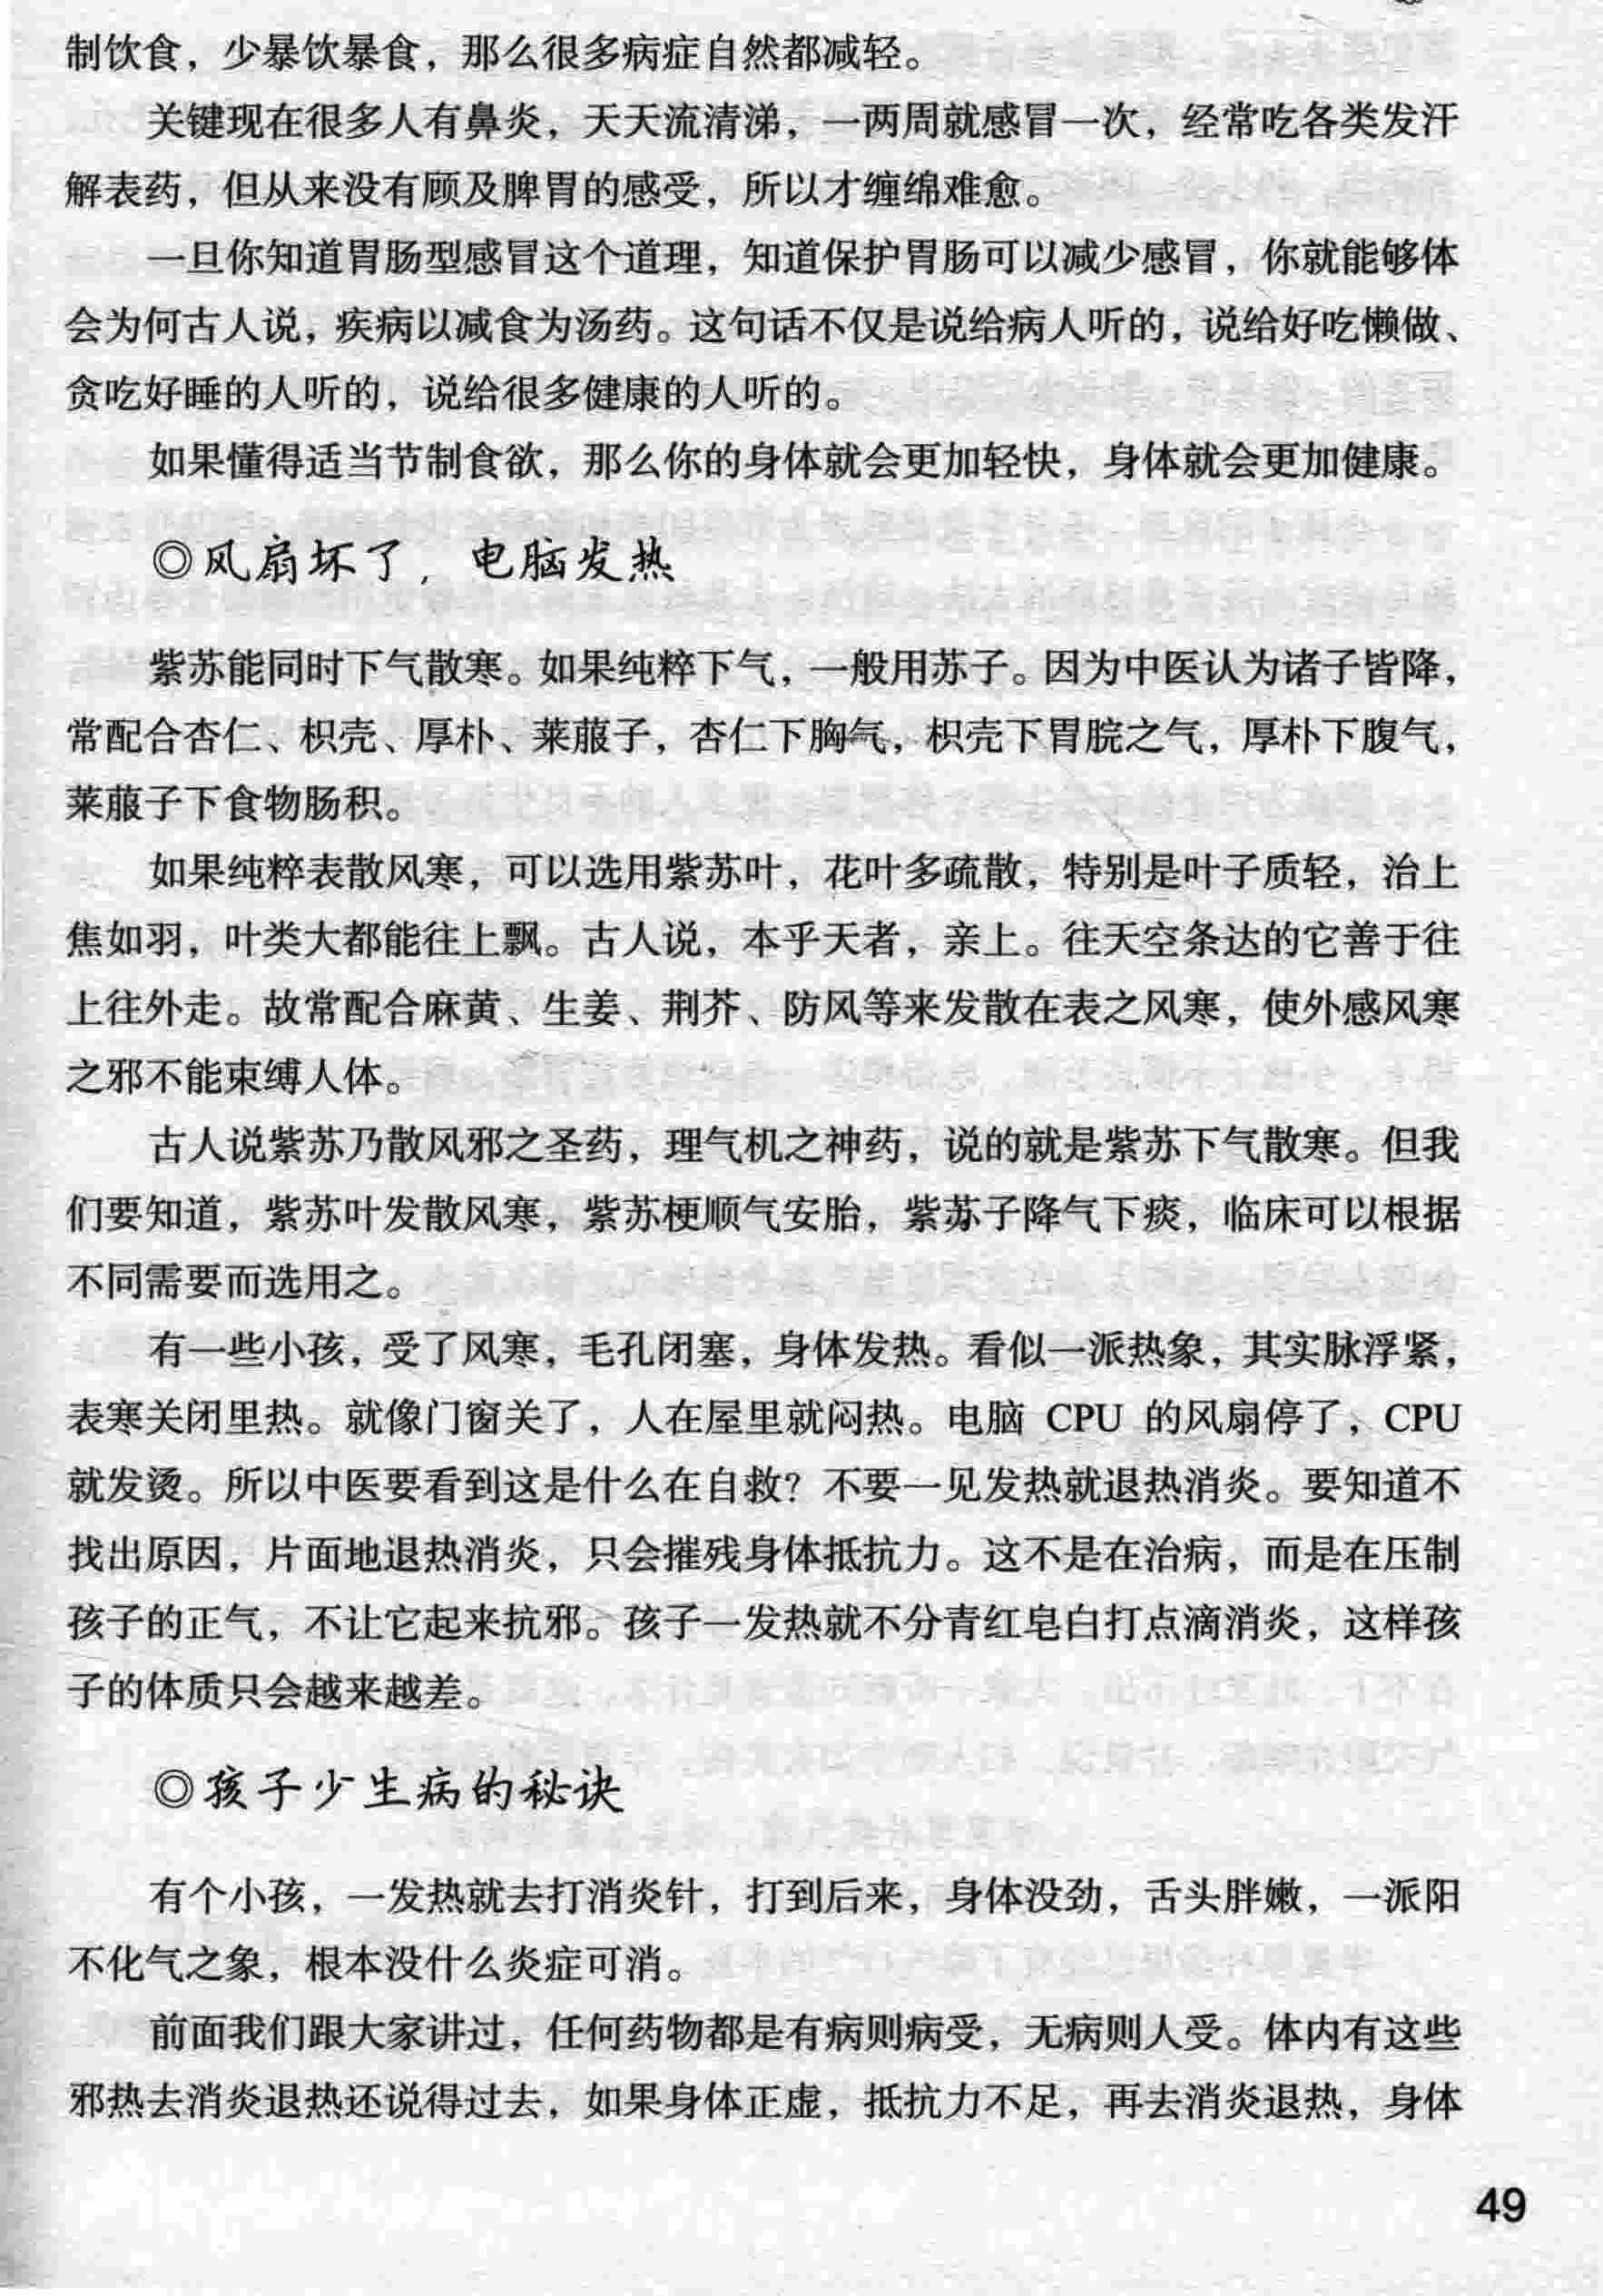 制饮食，少暴饮暴食，那么很多病症自然都减轻。
关键现在很多人有鼻炎，天天流清涕，一两周就感冒一次，经常吃各类发汗
解表药，但从来没有顾及脾胃的感受，所以才缠绵难愈。
一旦你知道胃肠型感冒这个道理，知道保护胃肠可以减少感冒，你就能够体
会为何古人说，疾病以减食为汤药。这句话不仅是说给病人听的，说给好吃懒做、
贪吃好睡的人听的，说给很多健康的人听的。
如果懂得适当节制食欲，那么你的身体就会更加轻快，身体就会更加健康。
◎风扇坏了，电脑发热
紫苏能同时下气散寒。如果纯粹下气，一般用苏子。因为中医认为诸子皆降，
常配合杏仁、枳壳、厚朴、莱菔子，杏仁下胸气，枳壳下胃脘之气，厚朴下腹气，
莱菔子下食物肠积。
如果纯粹表散风寒，可以选用紫苏叶，花叶多疏散，特别是叶子质轻，治上
焦如羽，叶类大都能往上飘。古人说，本乎天者，亲上。往天空条达的它善于往
上往外走。故常配合麻黄、生姜、荆芥、防风等来发散在表之风寒，使外感风寒
之邪不能束缚人体。
古人说紫苏乃散风邪之圣药，理气机之神药，说的就是紫苏下气散寒。但我
们要知道，紫苏叶发散风寒，紫苏梗顺气安胎，紫苏子降气下痰，临床可以根据
不同需要而选用之。
有一些小孩，受了风寒，毛孔闭塞，身体发热。看似一派热象，其实脉浮紧，
表寒关闭里热。就像门窗关了，人在屋里就闷热。电脑 CPU 的风扇停了，CPU
就发烫。所以中医要看到这是什么在自救？不要一见发热就退热消炎。要知道不
找出原因，片面地退热消炎，只会摧残身体抵抗力。这不是在治病，而是在压制
孩子的正气，不让它起来抗邪。孩子一发热就不分青红皂白打点滴消炎，这样孩
子的体质只会越来越差。
◎孩子少生病的秘诀
有个小孩，一发热就去打消炎针，打到后来，身体没劲，舌头胖嫩，一派阳
不化气之象，根本没什么炎症可消。
前面我们跟大家讲过，任何药物都是有病则病受，无病则人受。体内有这些
邪热去消炎退热还说得过去，如果身体正虚，抵抗力不足，再去消炎退热，身体
49